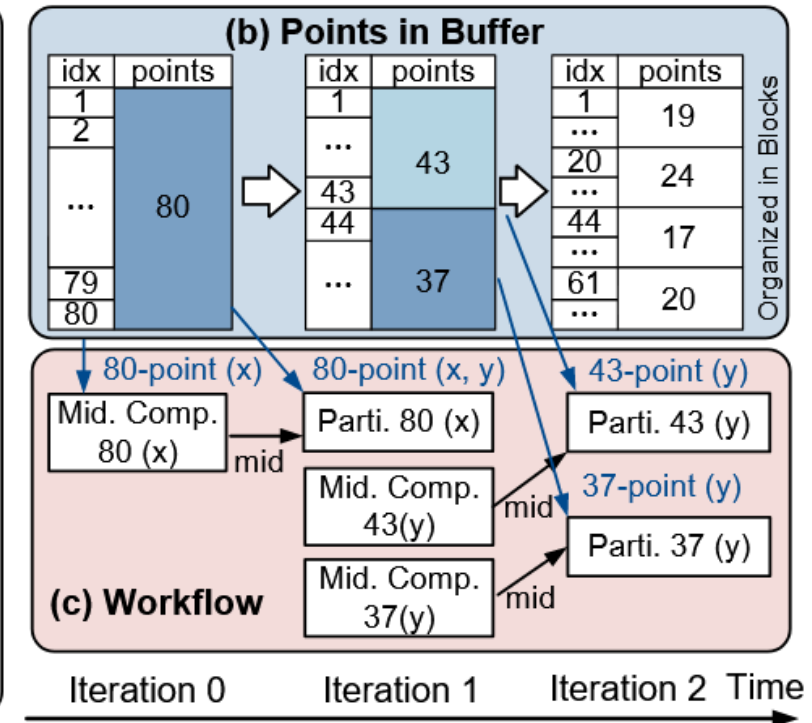 (b) Points in Buffer
idx points
1
2
...
79
80
80
idx points
1
...
43
44
...
43
37
idx points
1
...
20
...
44
...
61
...
19
24
17
20
Organized in Blocks
80-point (x)
80-point (x, y)
43-point (y)
Mid. Comp.
80 (x)
mid
Parti. 80 (x)
Parti. 43 (y)
Mid. Comp.
43(y)
mid
37-point (y)
Parti. 37 (y)
Mid. Comp.
37(y)
mid
(c) Workflow
Iteration 0
Iteration 1
Iteration 2
Time